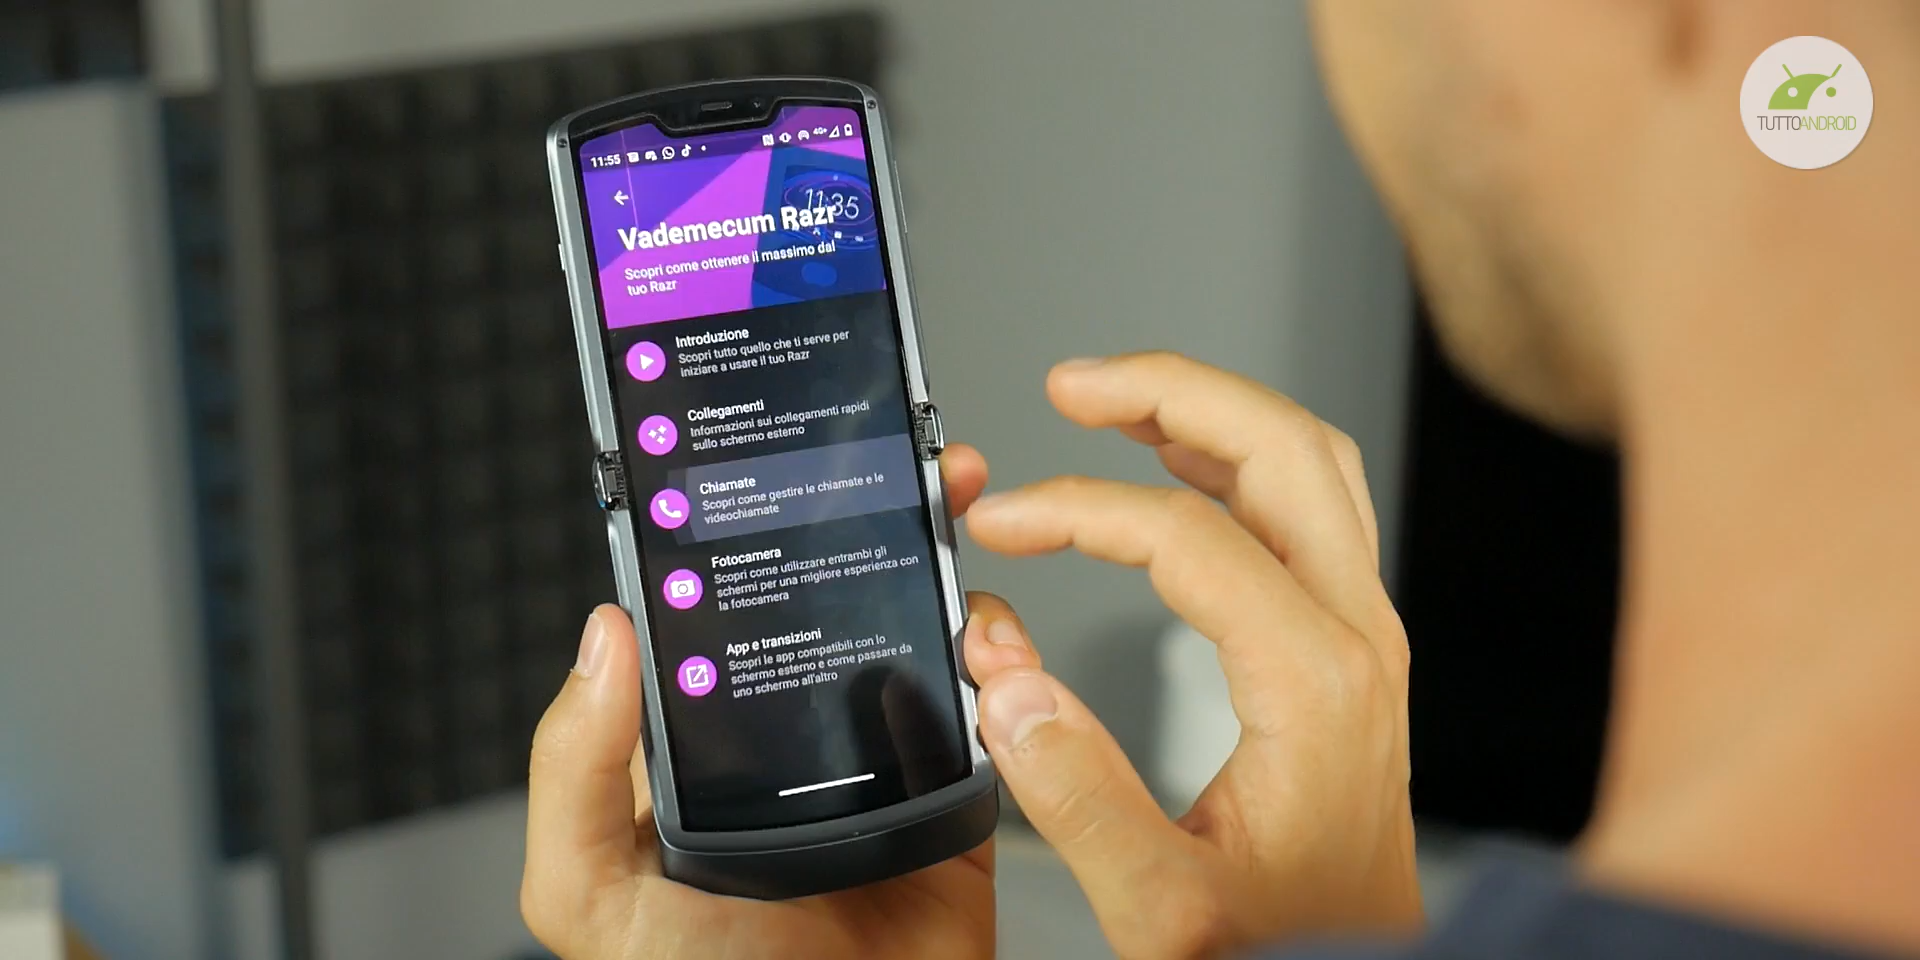 TUTTOANDROID
11:55
4G+
11:35
Vademecum Razr
Scopri come ottenere il massimo dal
tuo Razr
Introduzione
Scopri tutto quello che ti serve per
iniziare a usare il tuo Razr
Collegamenti
Informazioni sui collegamenti rapidi
sullo schermo esterno
Chiamate
Scopri come gestire le chiamate e le
videochiamate
Fotocamera
Scopri come utilizzare entrambi gli
schermi per una migliore esperienza con
la fotocamera
App e transizioni
Scopri le app compatibili con lo
schermo esterno e come passare da
uno schermo all'altro